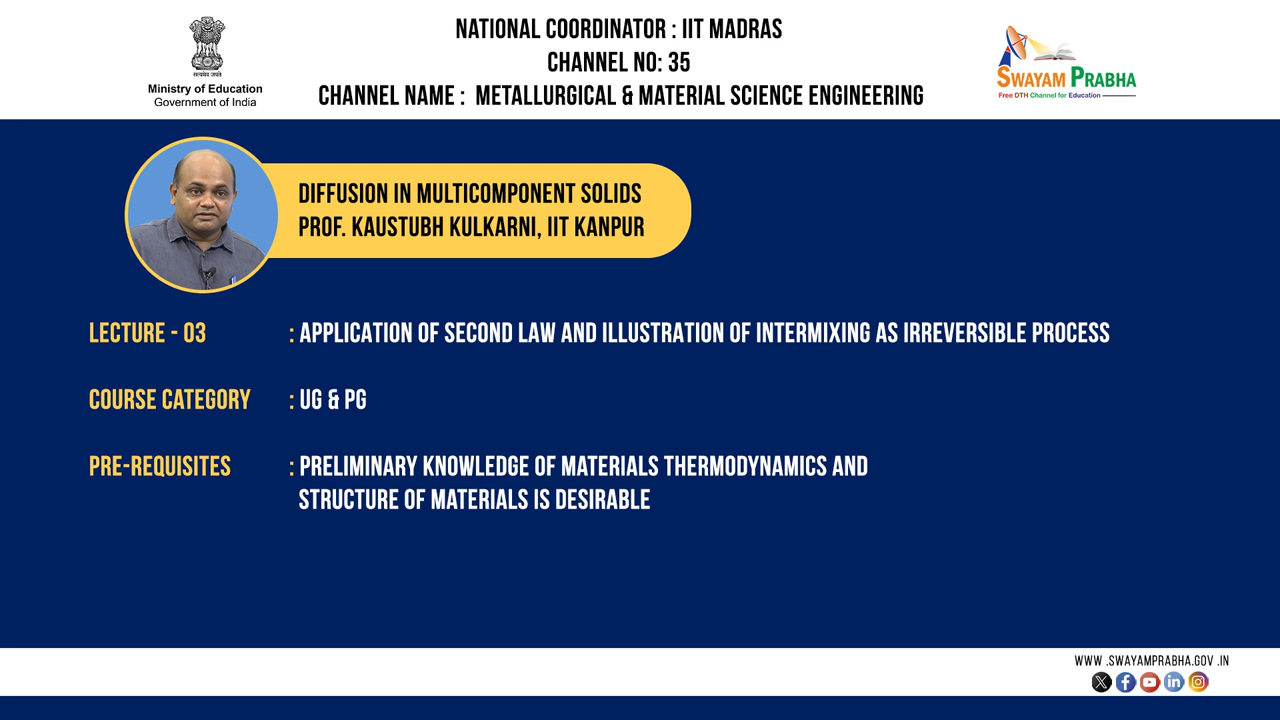 NATIONAL COORDINATOR : IIT MADRAS
CHANNEL NO: 35
CHANNEL NAME : METALLURGICAL & MATERIAL SCIENCE ENGINEERING
सत्यमेव जयते
Ministry of Education
Government of India
SWAYAM PRABHA
Free DTH Channel for Education
DIFFUSION IN MULTICOMPONENT SOLIDS
PROF. KAUSTUBH KULKARNI, IIT KANPUR
LECTURE - 03 : APPLICATION OF SECOND LAW AND ILLUSTRATION OF INTERMIXING AS IRREVERSIBLE PROCESS
COURSE CATEGORY : UG & PG
PRE-REQUISITES : PRELIMINARY KNOWLEDGE OF MATERIALS THERMODYNAMICS AND
STRUCTURE OF MATERIALS IS DESIRABLE
WWW .SWAYAMPRABHA.GOV .IN